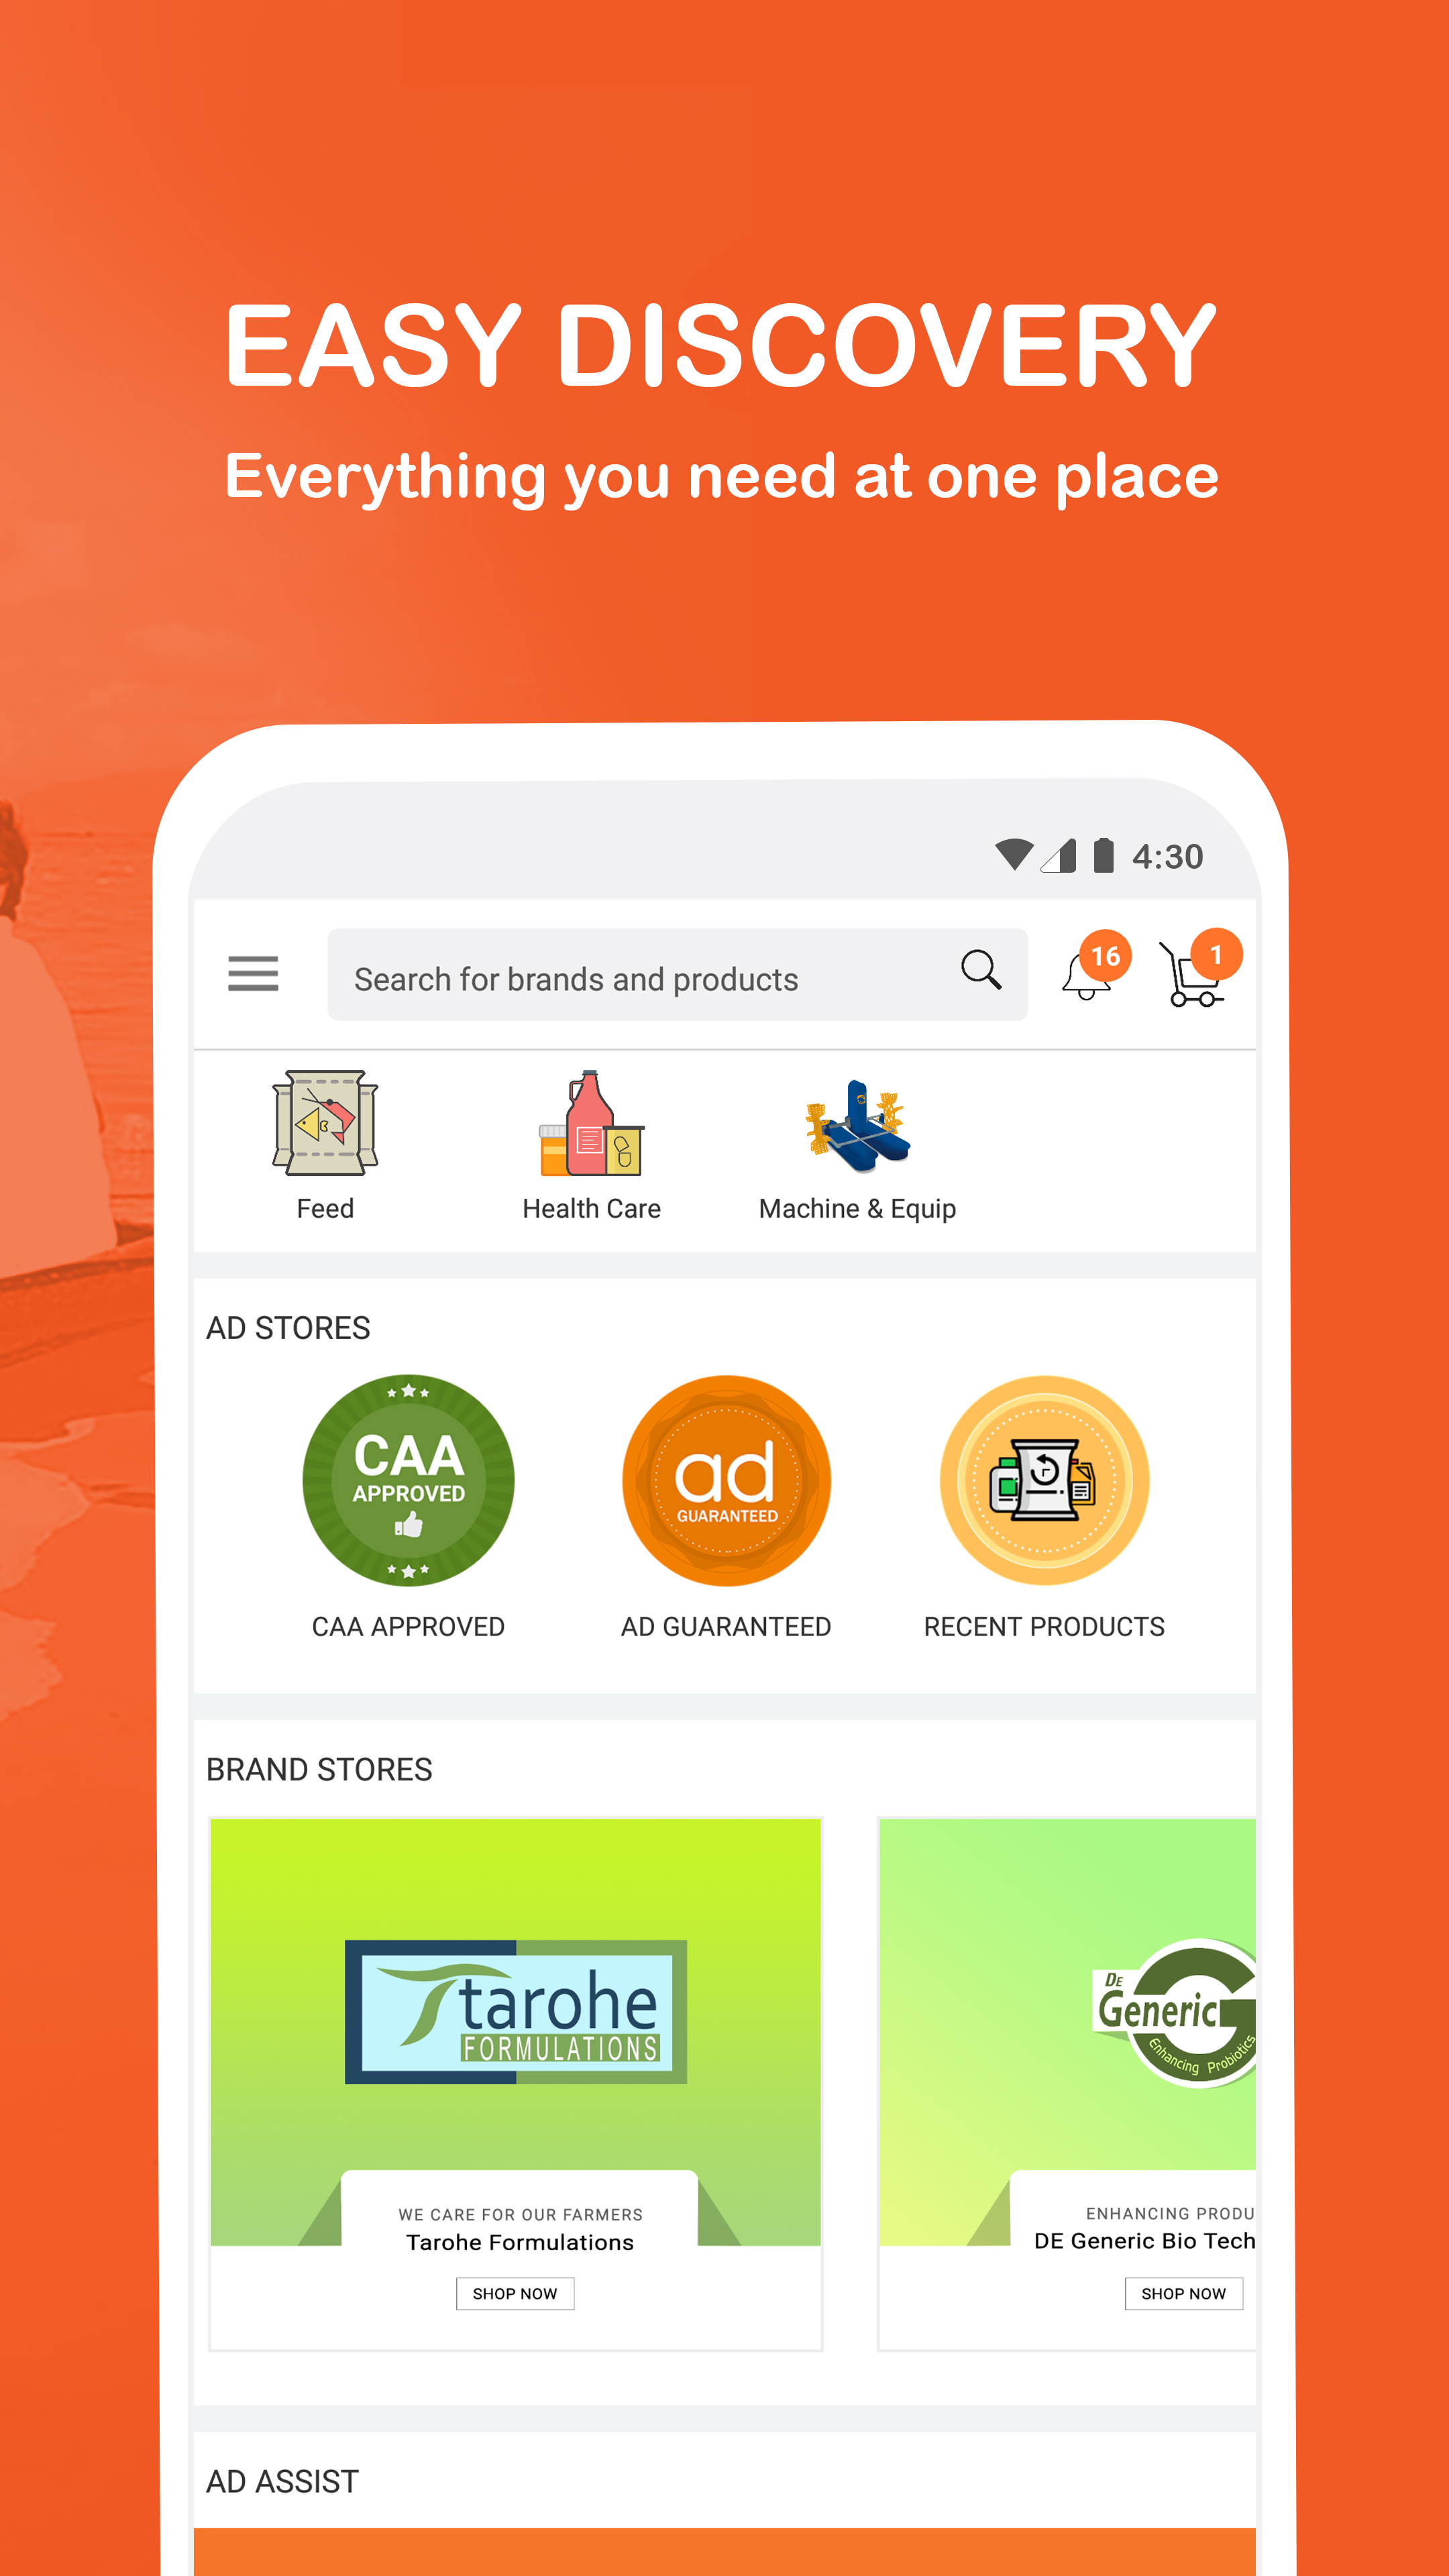 EASY DISCOVERY
Everything you need at one place
4:30
Search for brands and products
16
1
Feed
Health Care
Machine & Equip
AD STORES
CAA
APPROVED
ad
GUARANTEED
CAA APPROVED
AD GUARANTEED
RECENT PRODUCTS
BRAND STORES
tarohe
FORMULATIONS
DE
Generic
Enhancing Probiotics
WE CARE FOR OUR FARMERS
Tarohe Formulations
SHOP NOW
ENHANCING PRODU
DE Generic Bio Tech
SHOP NOW
AD ASSIST